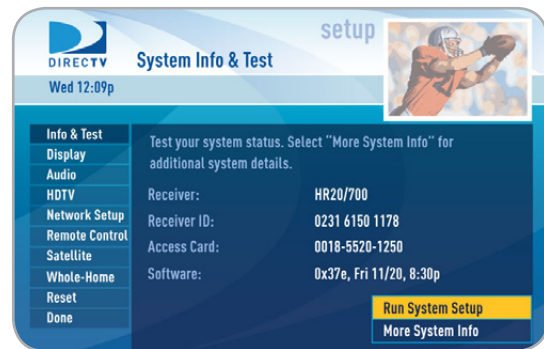 setup
DIRECTV
System Info & Test
Wed 12:09p
Info & Test
Display
Audio
HDTV
Network Setup
Remote Control
Satellite
Whole-Home
Reset
Done
Test your system status. Select "More System Info" for
additional system details.
Receiver: HR20/700
Receiver ID: 0231 6150 1178
Access Card: 0018-5520-1250
Software: 0x37e, Fri 11/20, 8:30p
Run System Setup
More System Info